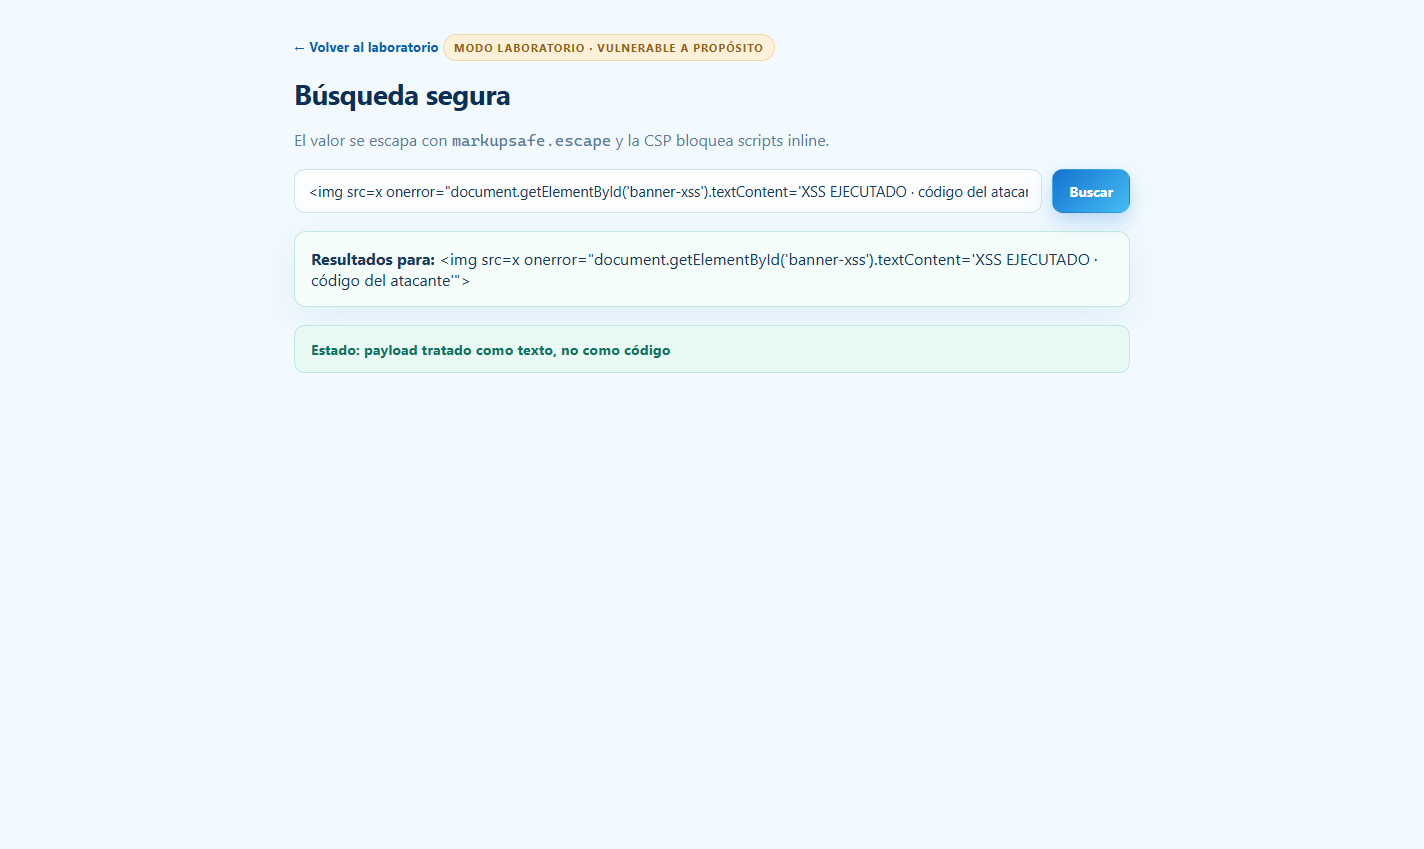 ← Volver al laboratorio MODO LABORATORIO · VULNERABLE A PROPÓSITO
Búsqueda segura
El valor se escapa con markupsafe.escape y la CSP bloquea scripts inline.
<img src=x onerror="document.getElementById('banner-xss').textContent='XSS EJECUTADO · código del atacar Buscar
Resultados para: <img src=x onerror="document.getElementById('banner-xss').textContent='XSS EJECUTADO ·
código del atacante'">
Estado: payload tratado como texto, no como código